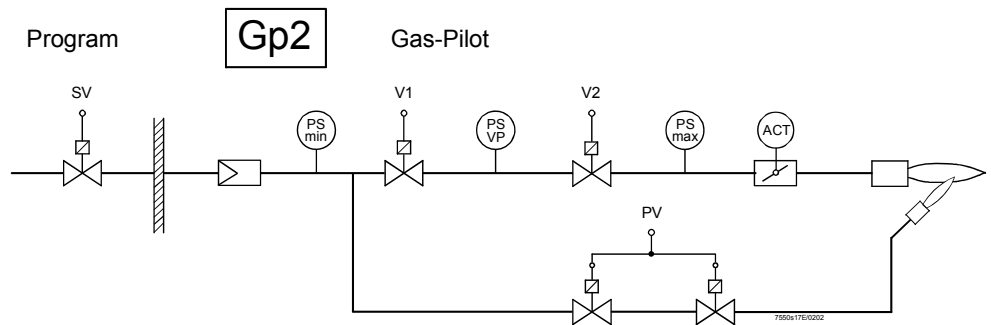 Program
Gp2
Gas-Pilot
SV
V1
V2
PS
min
PS
VP
PS
max
ACT
PV
7550s17E/0202